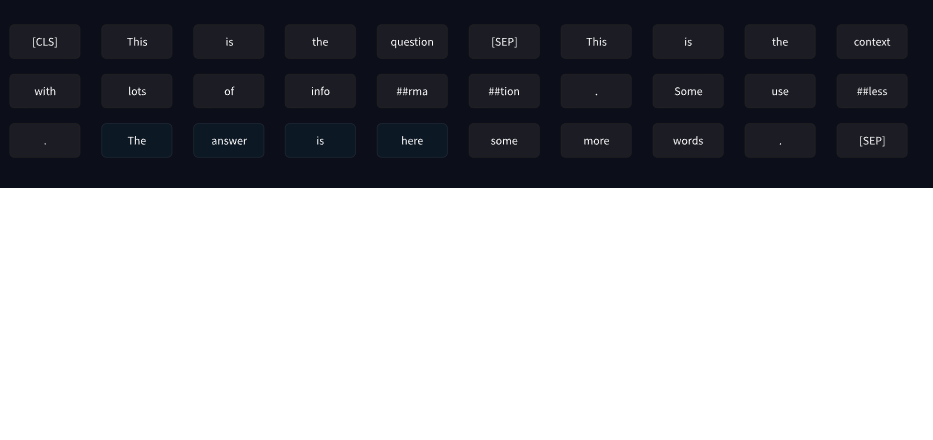 [CLS] This is the question [SEP] This is the context
with lots of info ##rma ##tion . Some use ##less
. The answer is here some more words . [SEP]